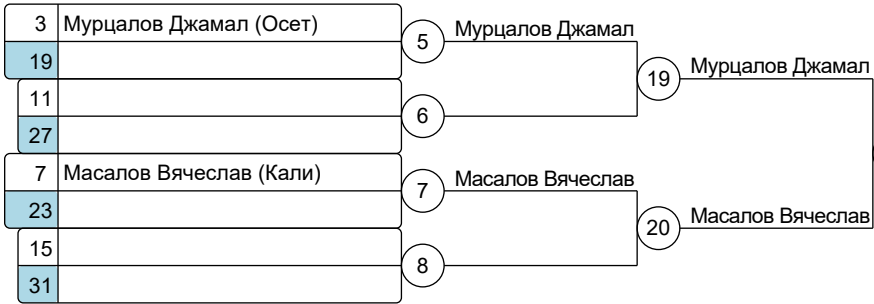 3 Мурцалов Джамал (Осет)
19
5 Мурцалов Джамал
11
27
6
19 Мурцалов Джамал
7 Масалов Вячеслав (Кали)
23
7 Масалов Вячеслав
15
31
8
20 Масалов Вячеслав